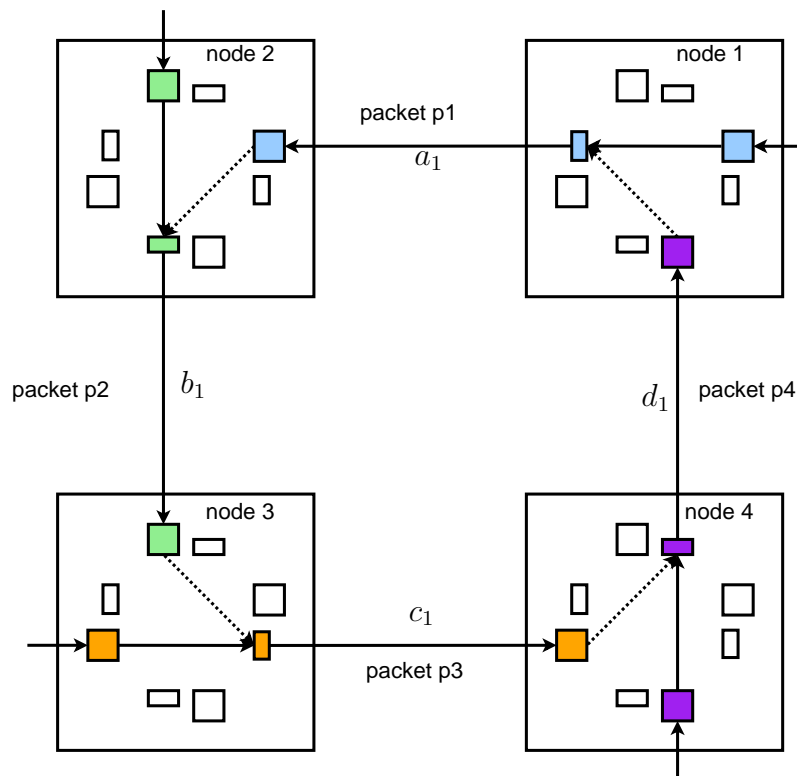 node 2
node 1
packet p1
a₁
packet p2
b₁
d₁
packet p4
node 3
node 4
c₁
packet p3